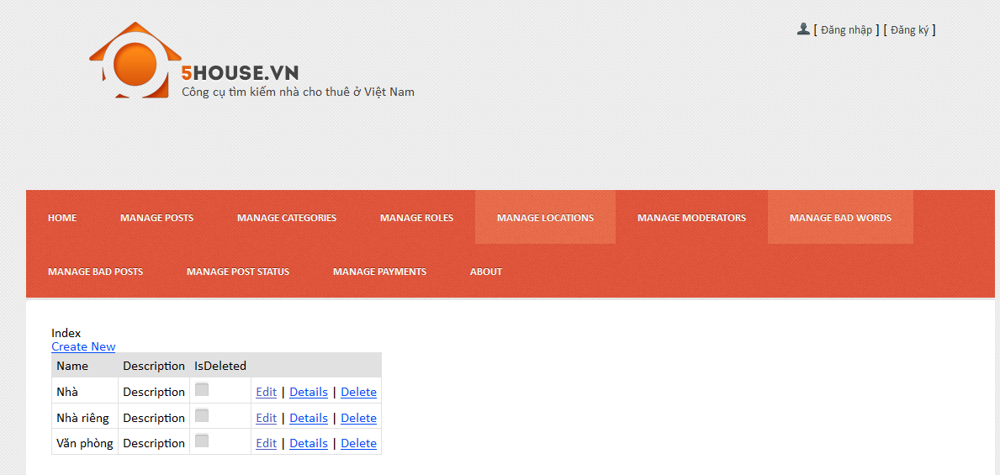 [ Đăng nhập ] [ Đăng ký ]
5HOUSE.VN
Công cụ tìm kiếm nhà cho thuê ở Việt Nam
HOME MANAGE POSTS MANAGE CATEGORIES MANAGE ROLES MANAGE LOCATIONS MANAGE MODERATORS MANAGE BAD WORDS
MANAGE BAD POSTS MANAGE POST STATUS MANAGE PAYMENTS ABOUT
Index
Create New
Name Description IsDeleted
Nhà Description Edit | Details | Delete
Nhà riêng Description Edit | Details | Delete
Văn phòng Description Edit | Details | Delete